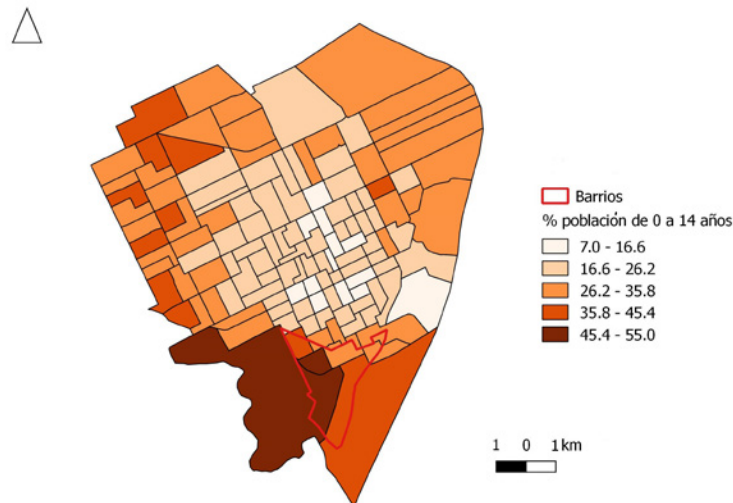 Barrios
% población de 0 a 14 años
7.0 - 16.6
16.6 - 26.2
26.2 - 35.8
35.8 - 45.4
45.4 - 55.0
1 0 1 km